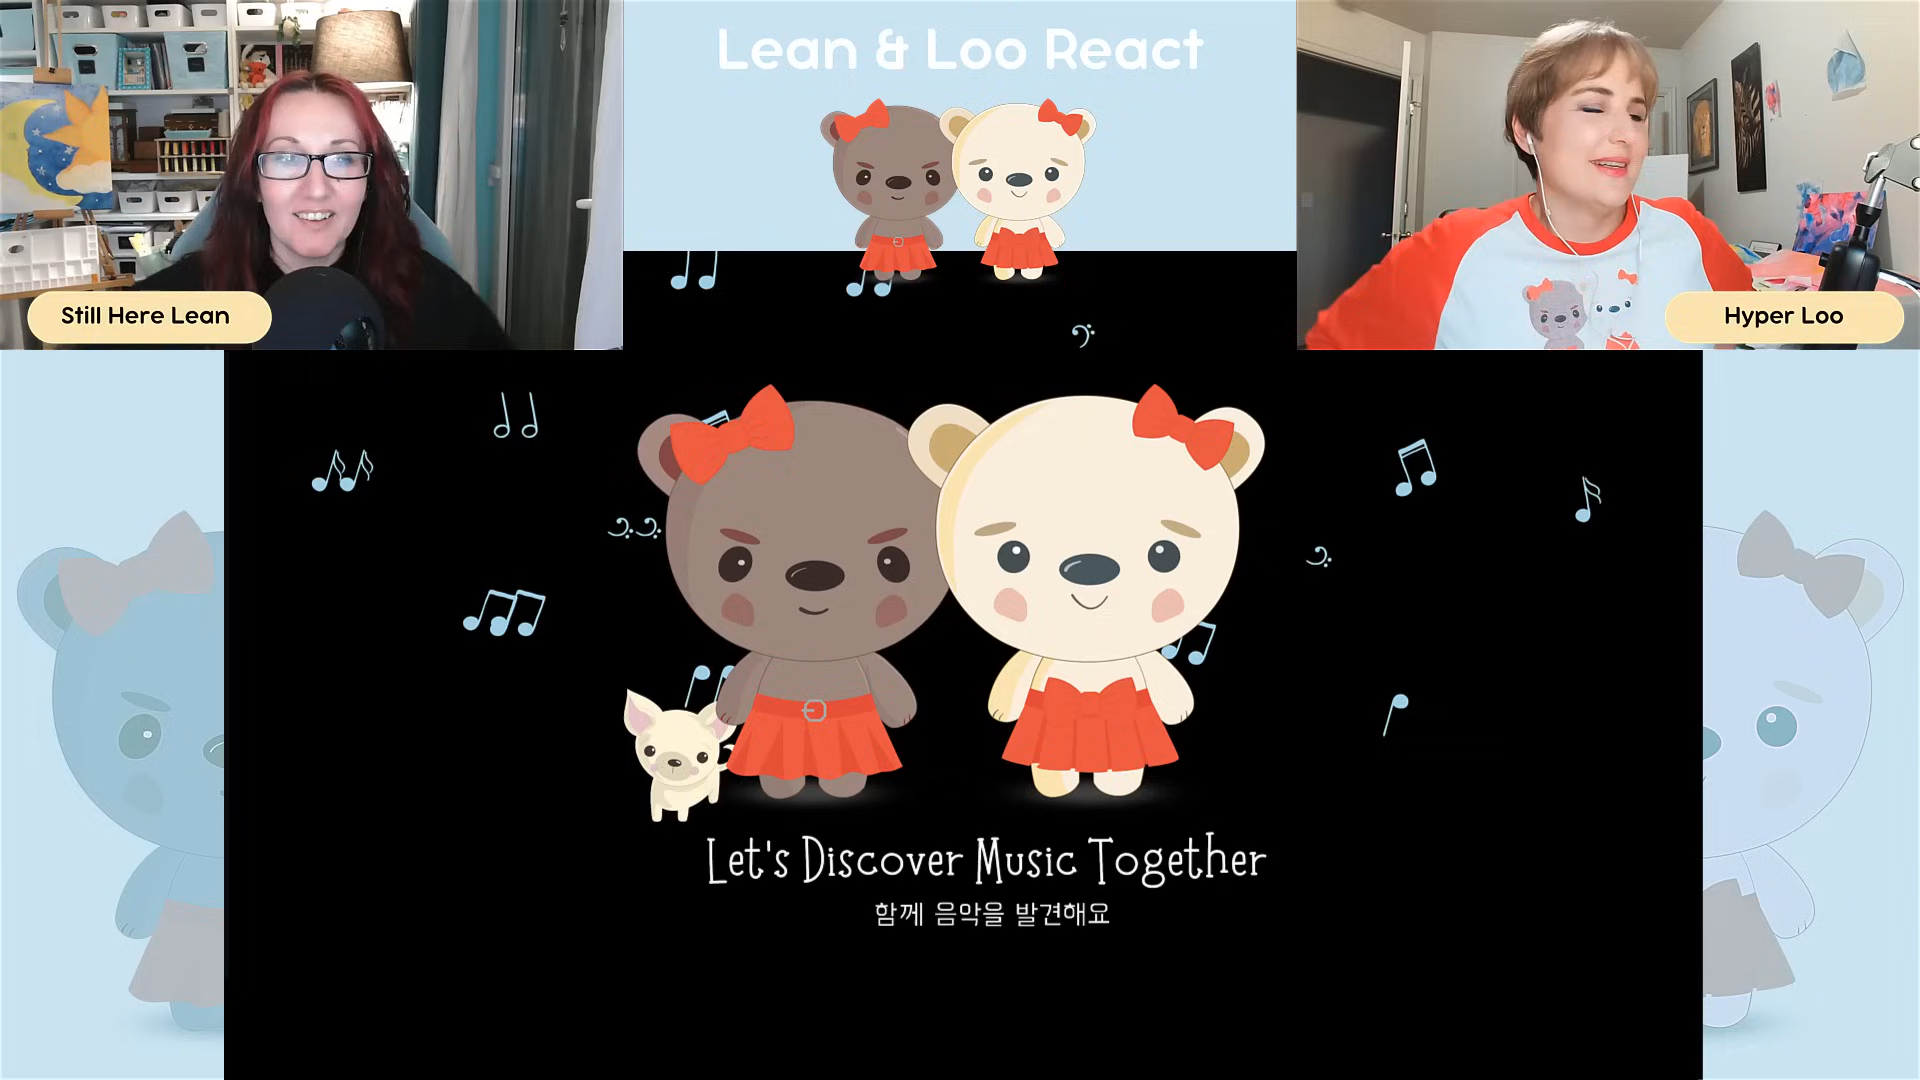 Lean & Loo React
Still Here Lean
Hyper Loo
Let's Discover Music Together
함께 음악을 발견해요